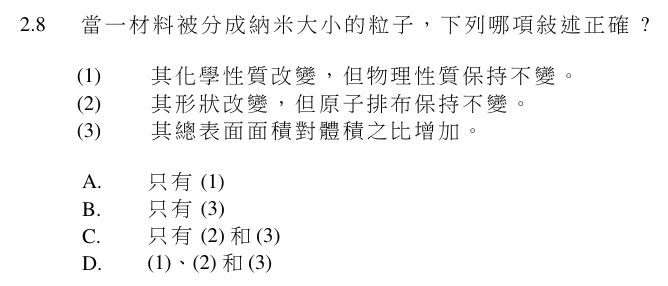 2.8 當一材料被分成納米大小的粒子，下列哪項敍述正確？
(1) 其化學性質改變，但物理性質保持不變。
(2) 其形狀改變，但原子排布保持不變。
(3) 其總表面面積對體積之比增加。
A. 只有 (1)
B. 只有 (3)
C. 只有 (2) 和 (3)
D. (1)、(2) 和 (3)